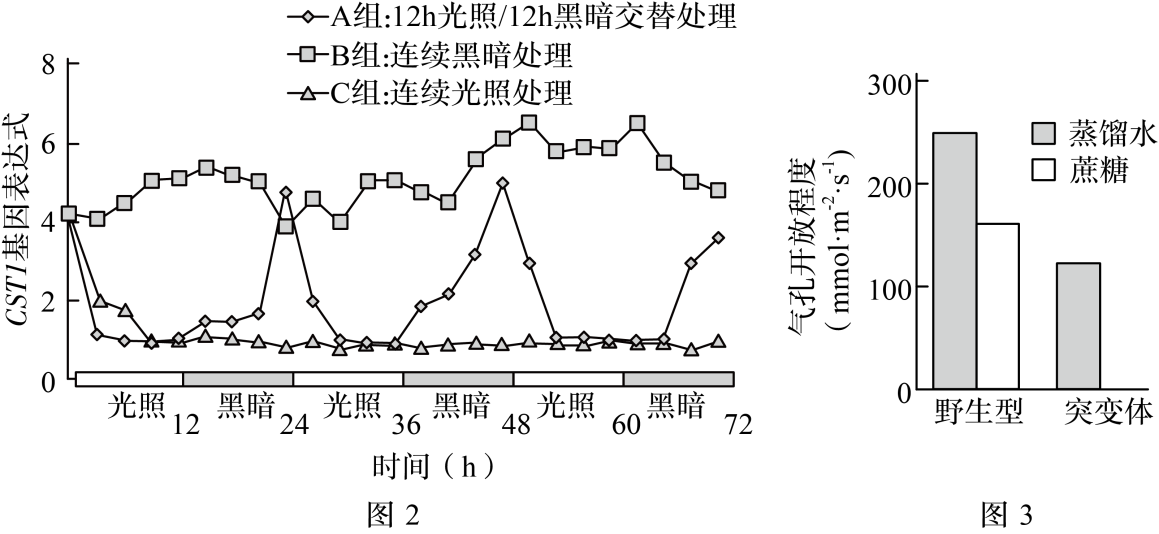 A组:12h光照/12h黑暗交替处理
B组:连续黑暗处理
C组:连续光照处理
CST1基因表达式
8
6
4
2
0
光照 黑暗 光照 黑暗 光照 黑暗
12 24 36 48 60 72
时间（h）
图 2
气孔开放程度
(mmol·m⁻²·s⁻¹)
300
200
100
0
蒸馏水
蔗糖
野生型 突变体
图 3